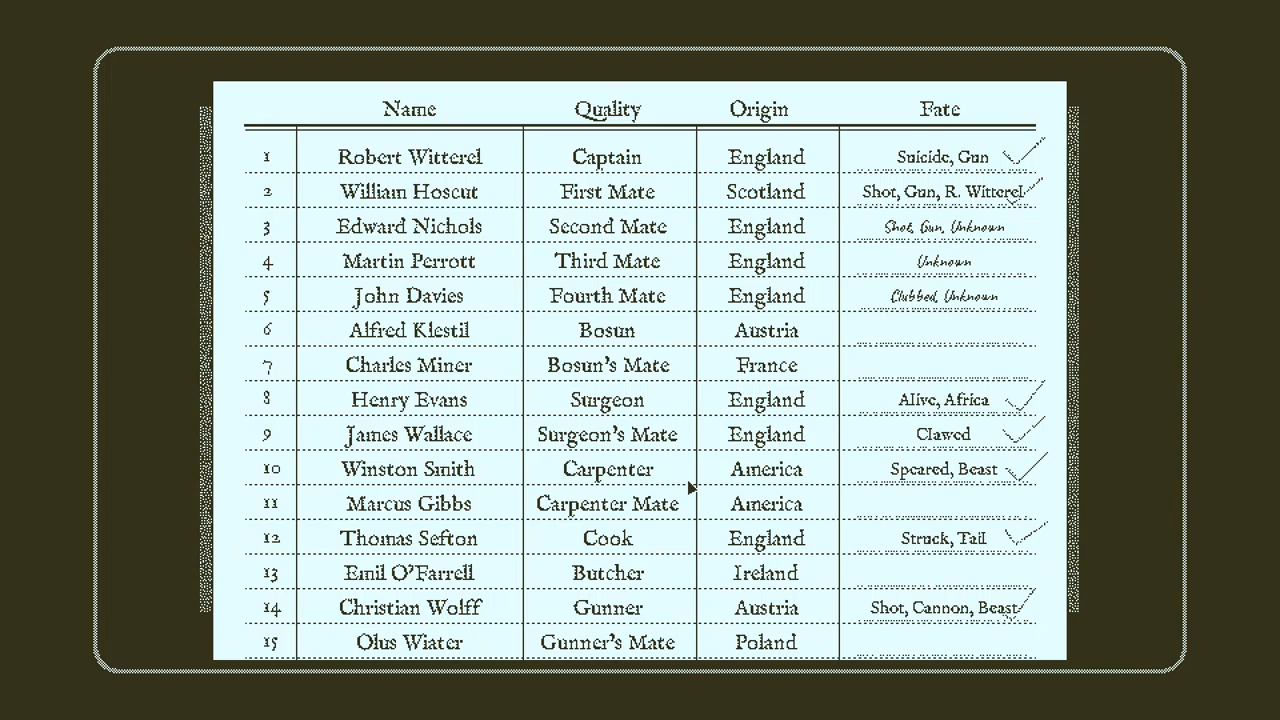 Name Quality Origin Fate
1 Robert Witterel Captain England Suicide, Gun
2 William Hoscut First Mate Scotland Shot, Gun, R. Witterel
3 Edward Nichols Second Mate England Shot, Gun, Unknown
4 Martin Perrott Third Mate England Unknown
5 John Davies Fourth Mate England Clubbed, Unknown
6 Alfred Klestil Bosun Austria
7 Charles Miner Bosun's Mate France
8 Henry Evans Surgeon England Alive, Africa
9 James Wallace Surgeon's Mate England Clawed
10 Winston Smith Carpenter America Speared, Beast
11 Marcus Gibbs Carpenter Mate America
12 Thomas Sefton Cook England Struck, Tail
13 Emil O'Farrell Butcher Ireland
14 Christian Wolff Gunner Austria Shot, Cannon, Beast
15 Olus Wiater Gunner's Mate Poland